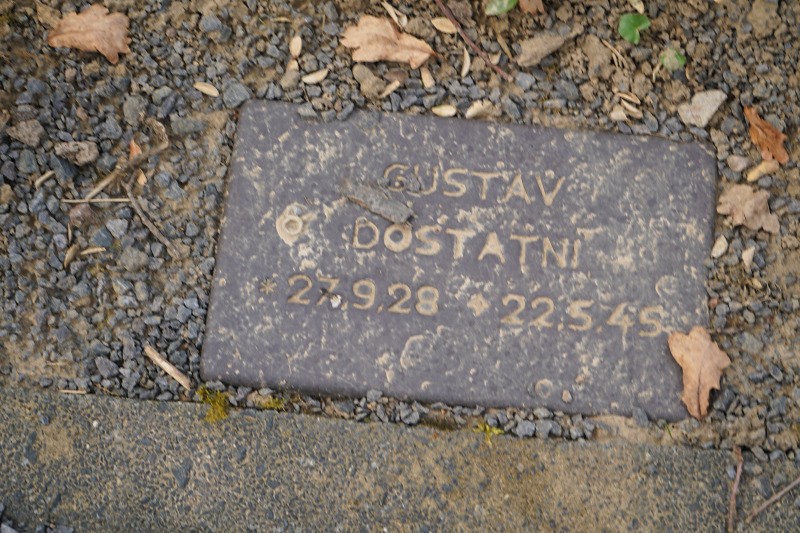 GUSTAV
DOSTATNI
* 27.9.28 + 22.5.45